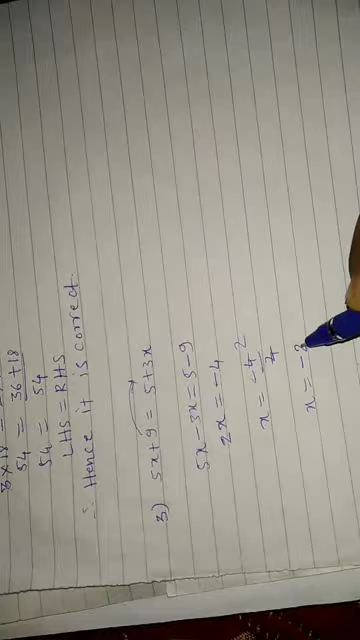 54 = 36+18
54 = 54
LHS = RHS
∴ Hence it is correct.
3) 5x+9 = 5+3x
5x-3x = 5-9
2x = -4
x = -4 2
x = -2